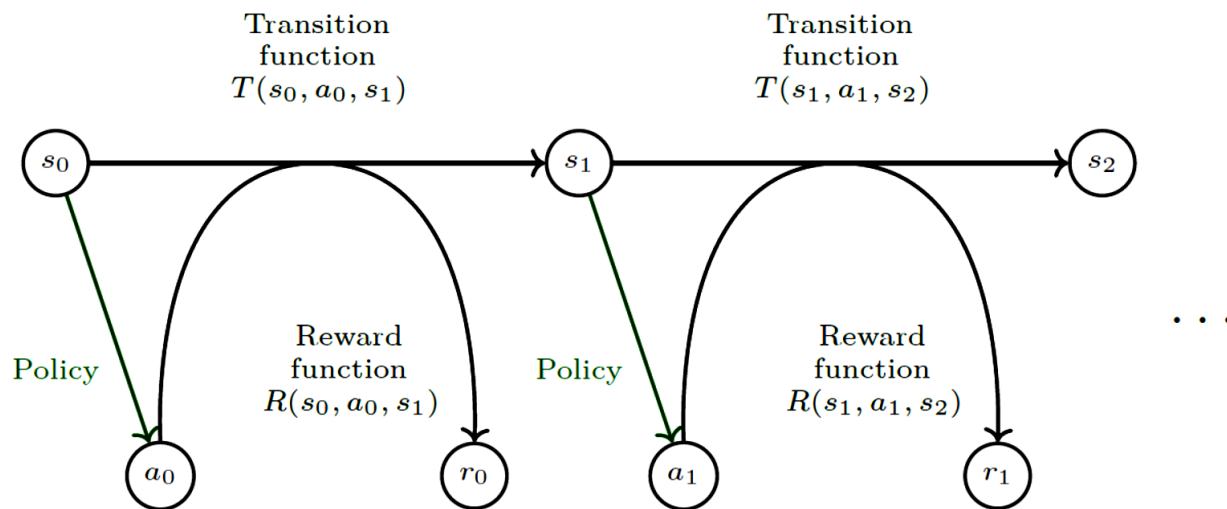 Transition
function
T(s₀, a₀, s₁)
Transition
function
T(s₁, a₁, s₂)
s₀
s₁
s₂
Policy
Reward
function
R(s₀, a₀, s₁)
Policy
Reward
function
R(s₁, a₁, s₂)
...
a₀
r₀
a₁
r₁